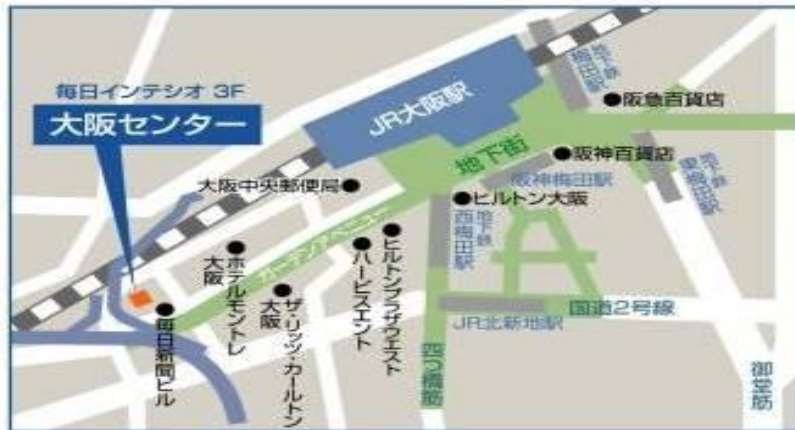 毎日インテシオ 3F
大阪センター
JR大阪駅
地下鉄
梅田駅
阪急百貨店
地下街
阪神百貨店
阪神梅田駅
地下鉄
東梅田駅
大阪中央郵便局
ヒルトン大阪
地下鉄
西梅田駅
ガーデンアベニュー
ヒルトンプラザウエスト
ハービスエント
ホテルモントレ
大阪
ザ・リッツ・カールトン
大阪
毎日新聞ビル
国道2号線
JR北新地駅
四つ橋筋
御堂筋